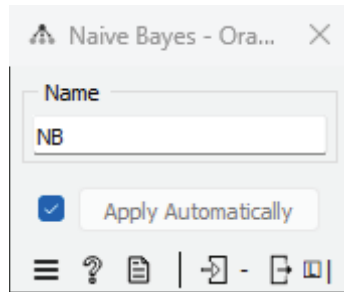 Naive Bayes - Ora...
Name
NB
Apply Automatically
-